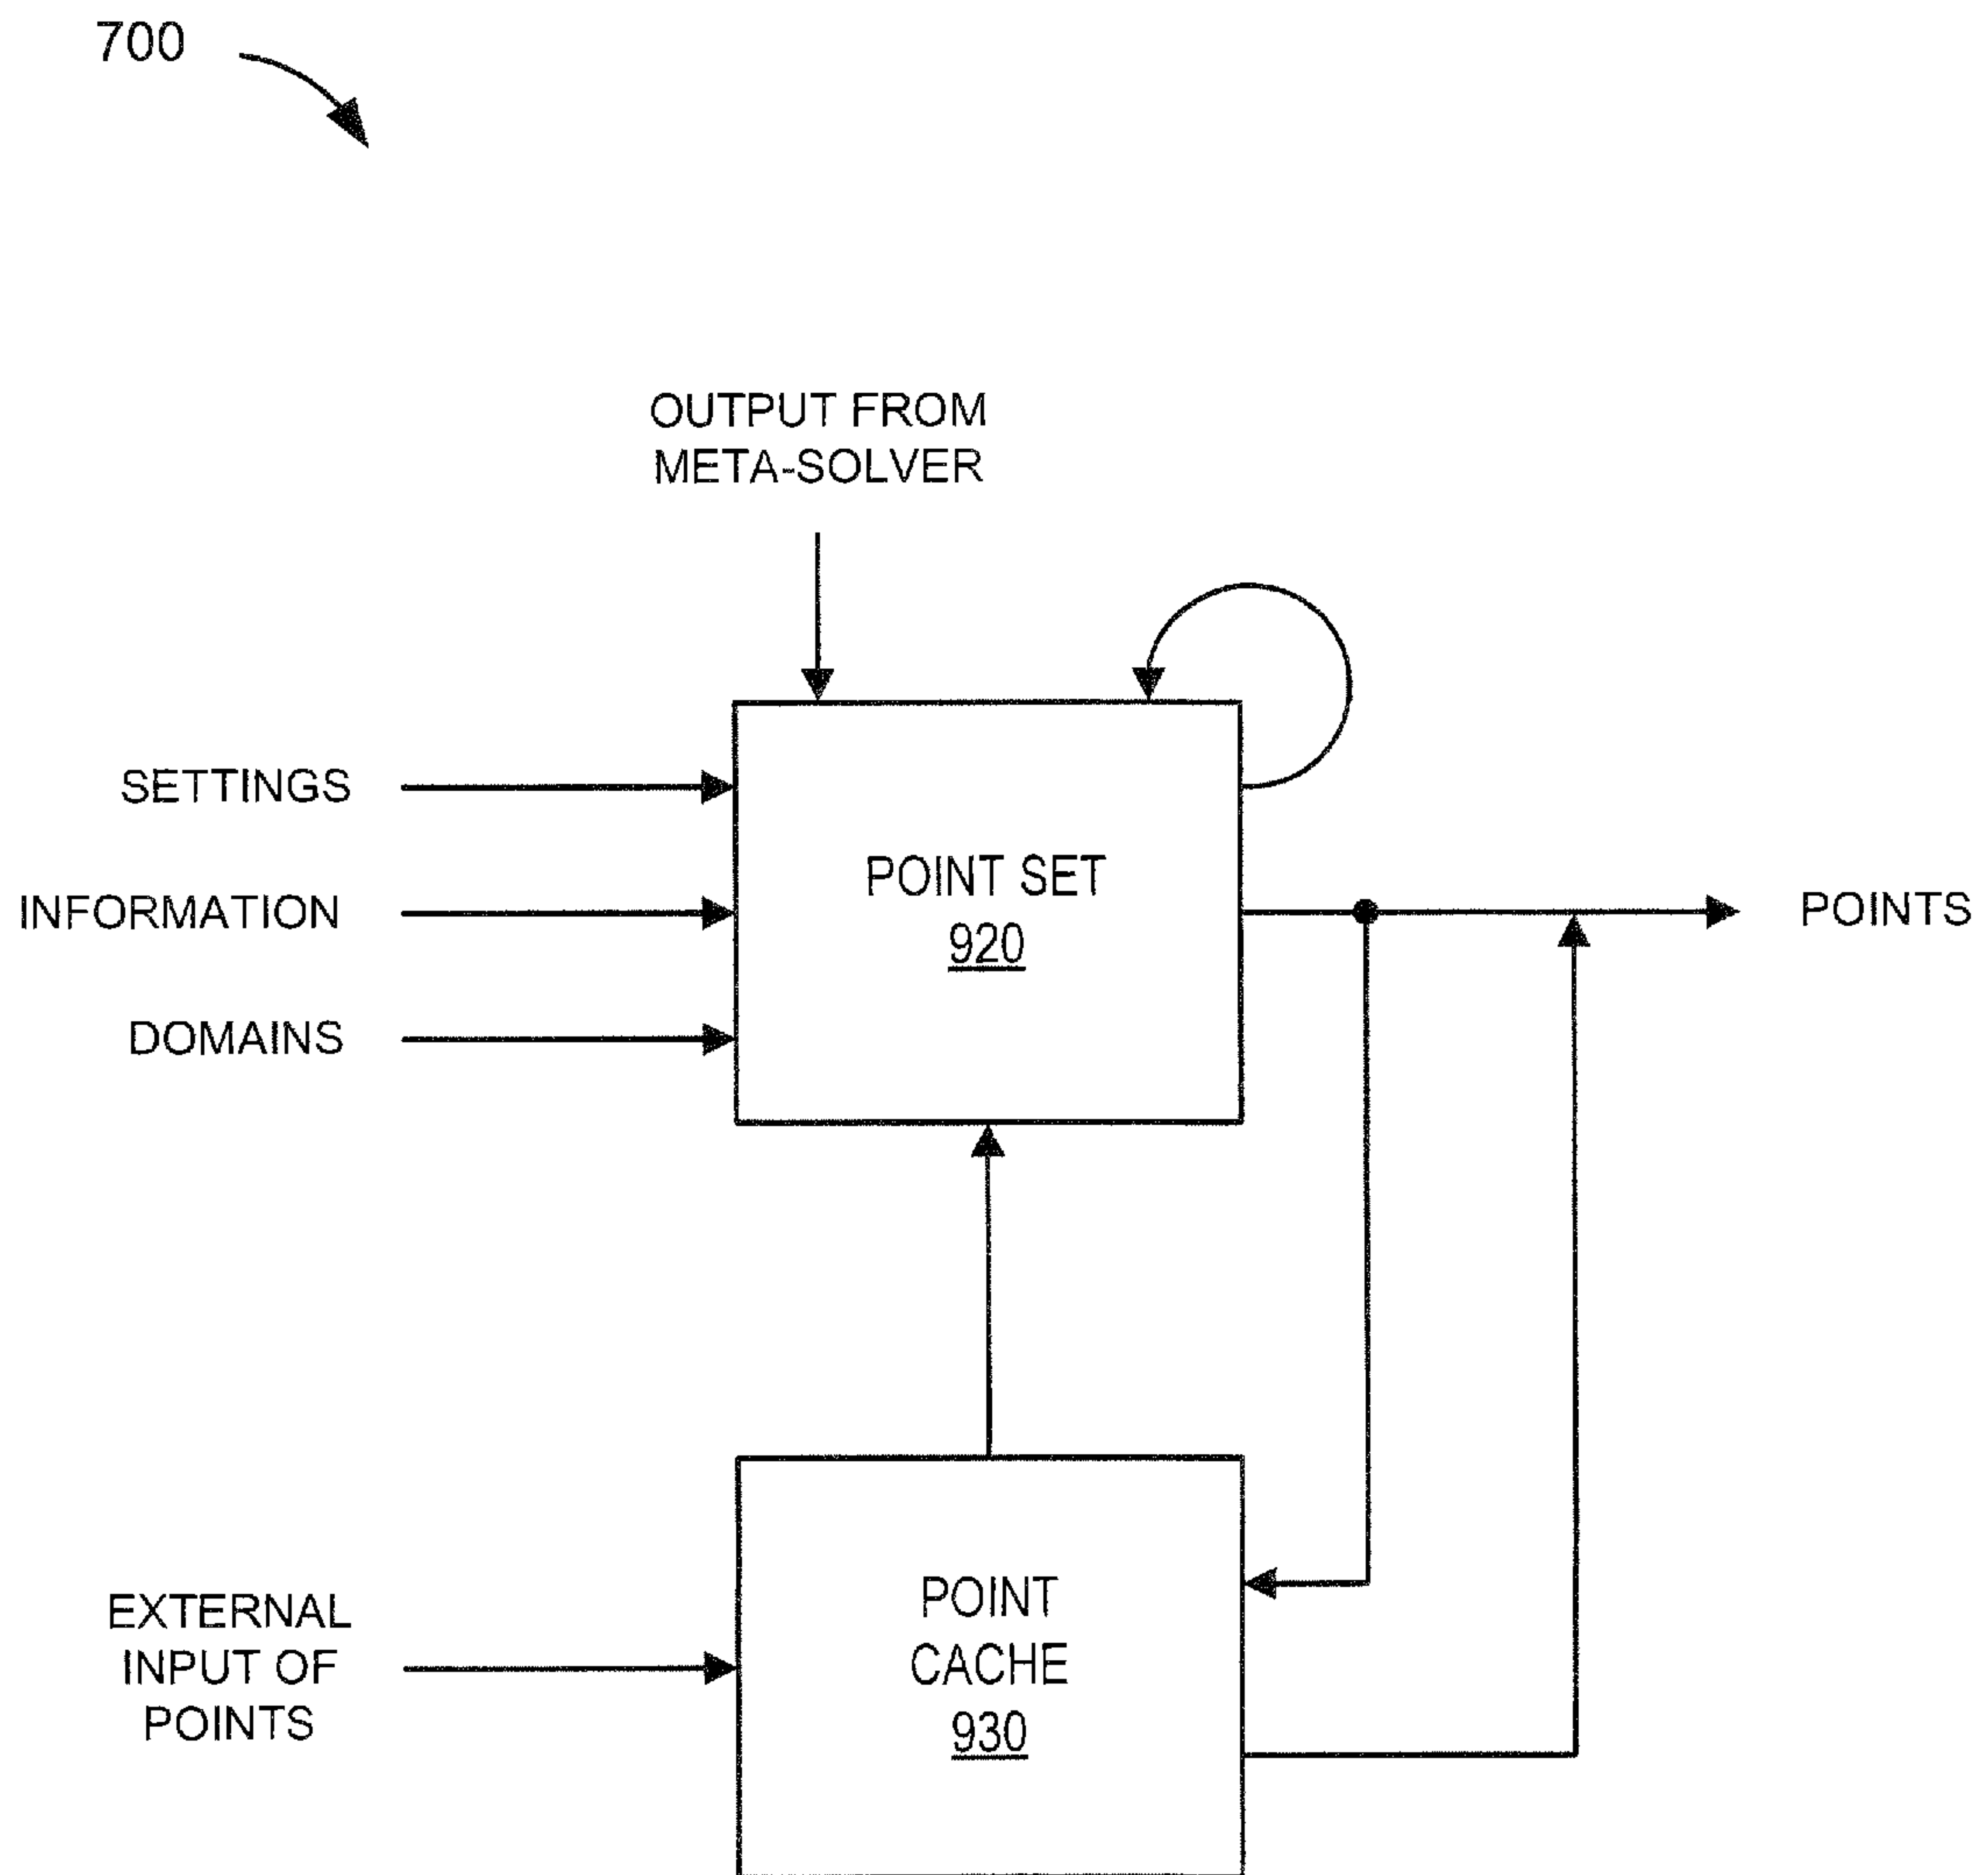 700
OUTPUT FROM
META-SOLVER
SETTINGS
INFORMATION
DOMAINS
POINT SET
920
POINTS
EXTERNAL
INPUT OF
POINTS
POINT
CACHE
930